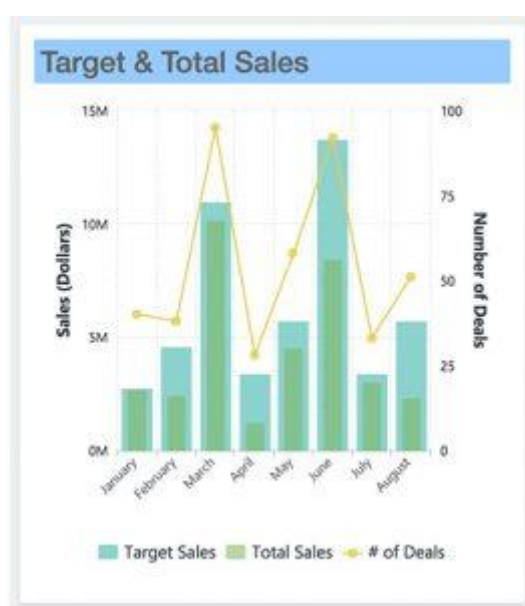 Target & Total Sales
15M
10M
5M
0M
Sales (Dollars)
100
75
50
25
0
Number of Deals
January
February
March
April
May
June
July
August
Target Sales
Total Sales
# of Deals